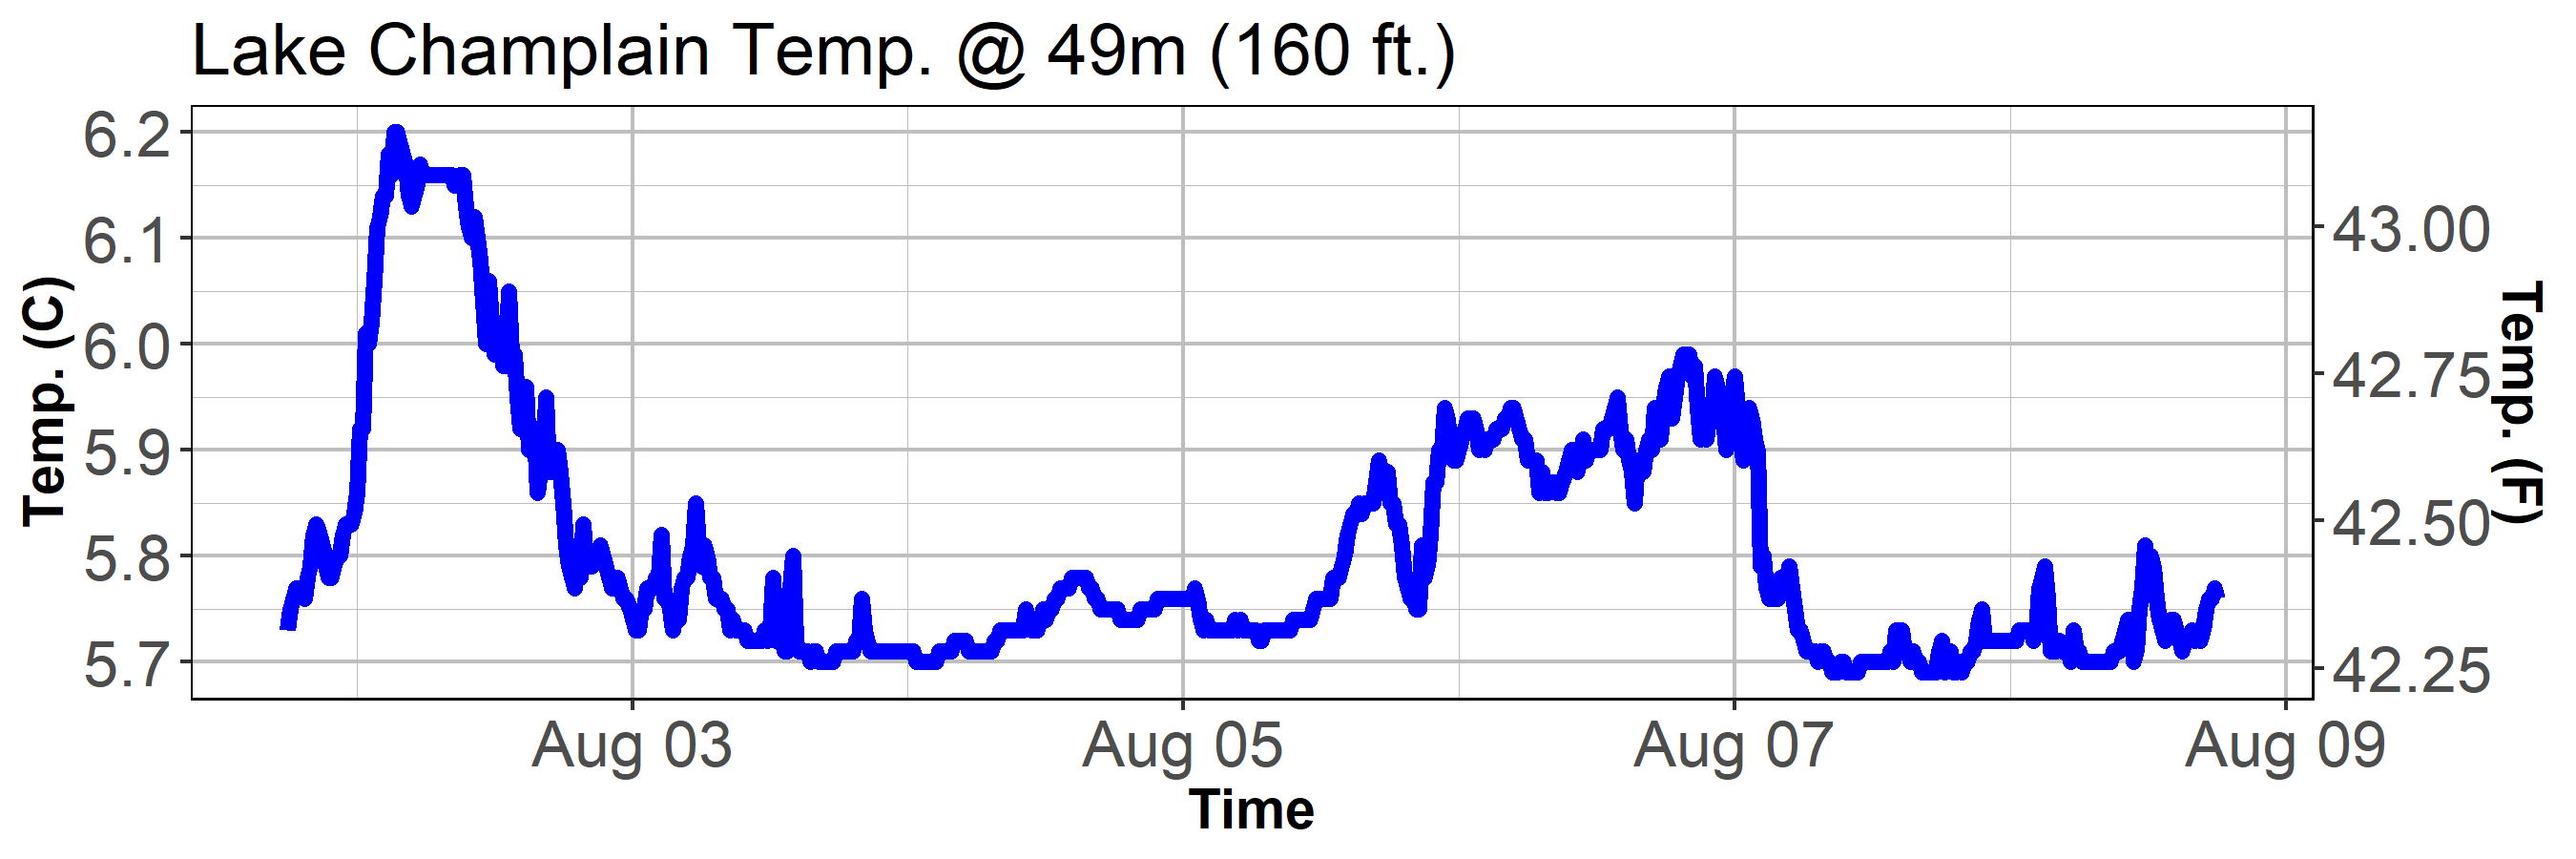 Lake Champlain Temp. @ 49m (160 ft.)
6.2
6.1
6.0
5.9
5.8
5.7
Temp. (C)
43.00
42.75
42.50
42.25
Temp. (F)
Aug 03 Aug 05 Aug 07 Aug 09
Time